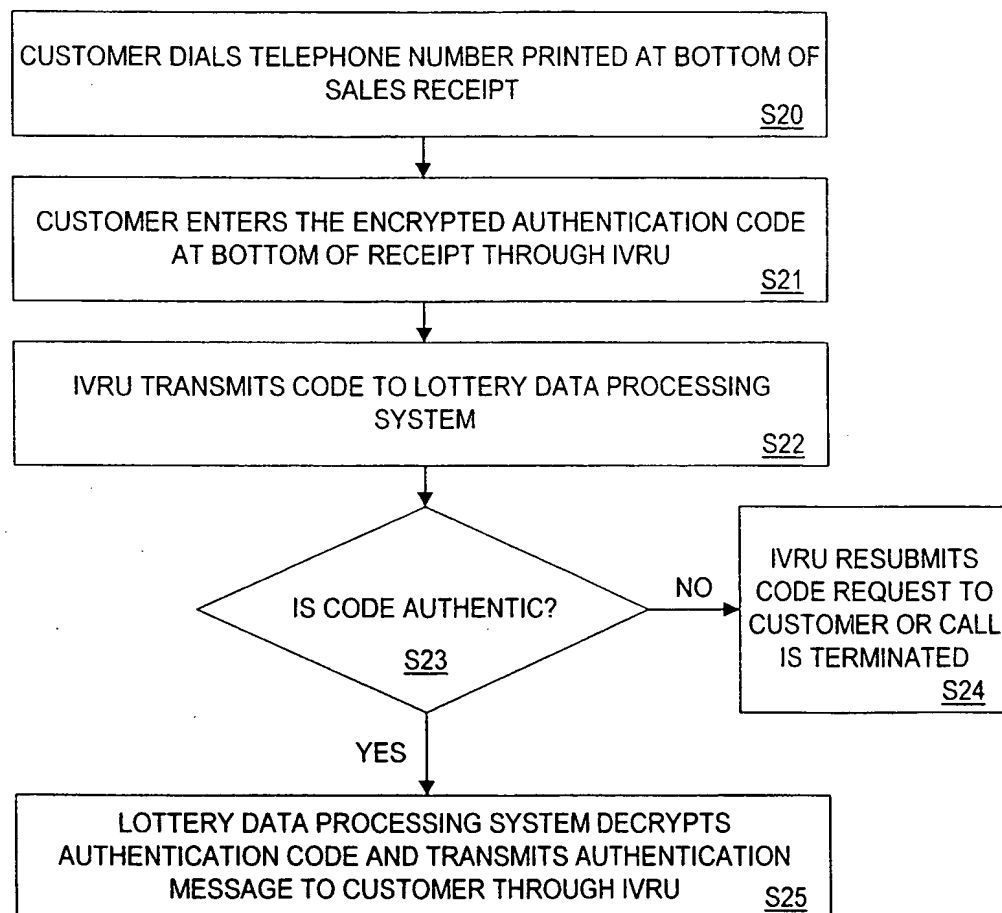 CUSTOMER DIALS TELEPHONE NUMBER PRINTED AT BOTTOM OF
SALES RECEIPT
S20
CUSTOMER ENTERS THE ENCRYPTED AUTHENTICATION CODE
AT BOTTOM OF RECEIPT THROUGH IVRU
S21
IVRU TRANSMITS CODE TO LOTTERY DATA PROCESSING
SYSTEM
S22
IS CODE AUTHENTIC?
S23
NO
IVRU RESUBMITS
CODE REQUEST TO
CUSTOMER OR CALL
IS TERMINATED
S24
YES
LOTTERY DATA PROCESSING SYSTEM DECRYPTS
AUTHENTICATION CODE AND TRANSMITS AUTHENTICATION
MESSAGE TO CUSTOMER THROUGH IVRU
S25